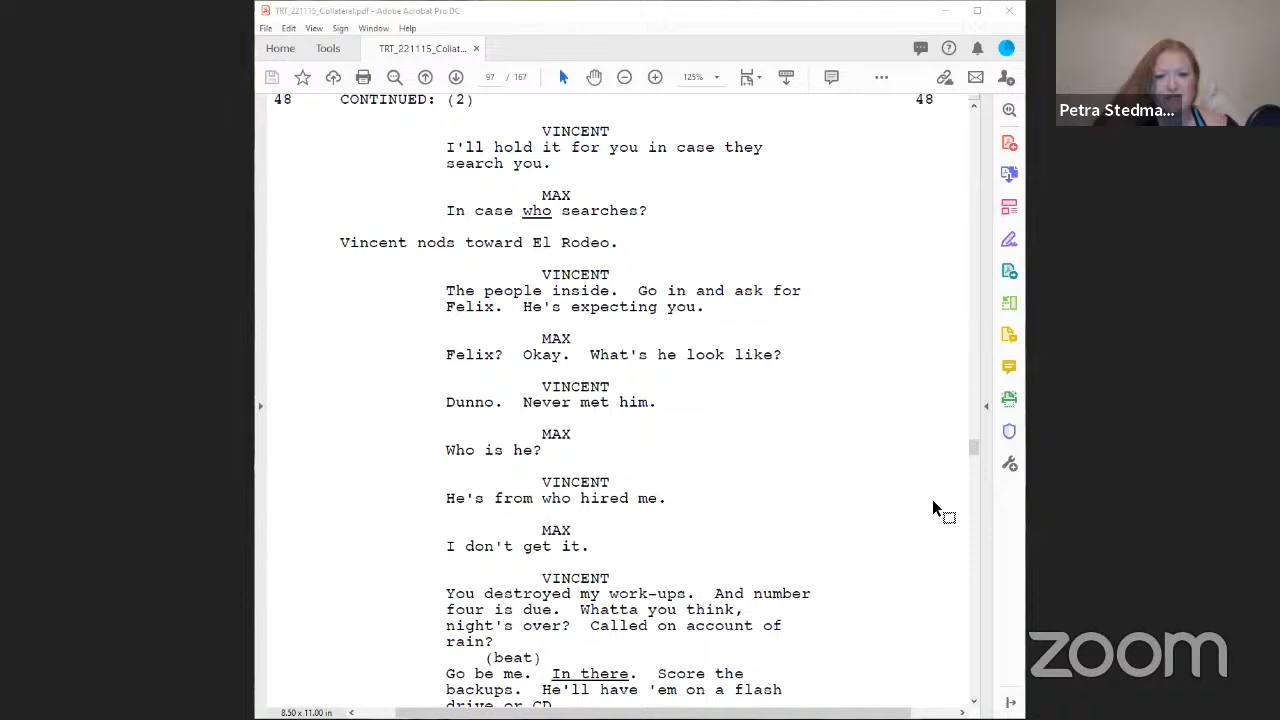 TRT_221115_Collateral.pdf - Adobe Acrobat Pro DC
File Edit View Sign Window Help
Home Tools TRT_221115_Collat... ×
97 / 167 125%
48 CONTINUED: (2) 48
VINCENT
I'll hold it for you in case they
search you.
MAX
In case who searches?
Vincent nods toward El Rodeo.
VINCENT
The people inside. Go in and ask for
Felix. He's expecting you.
MAX
Felix? Okay. What's he look like?
VINCENT
Dunno. Never met him.
MAX
Who is he?
VINCENT
He's from who hired me.
MAX
I don't get it.
VINCENT
You destroyed my work-ups. And number
four is due. Whatta you think,
night's over? Called on account of
rain?
(beat)
Go be me. In there. Score the
backups. He'll have 'em on a flash
drive or CD
8.50 x 11.00 in
Petra Stedma...
zoom